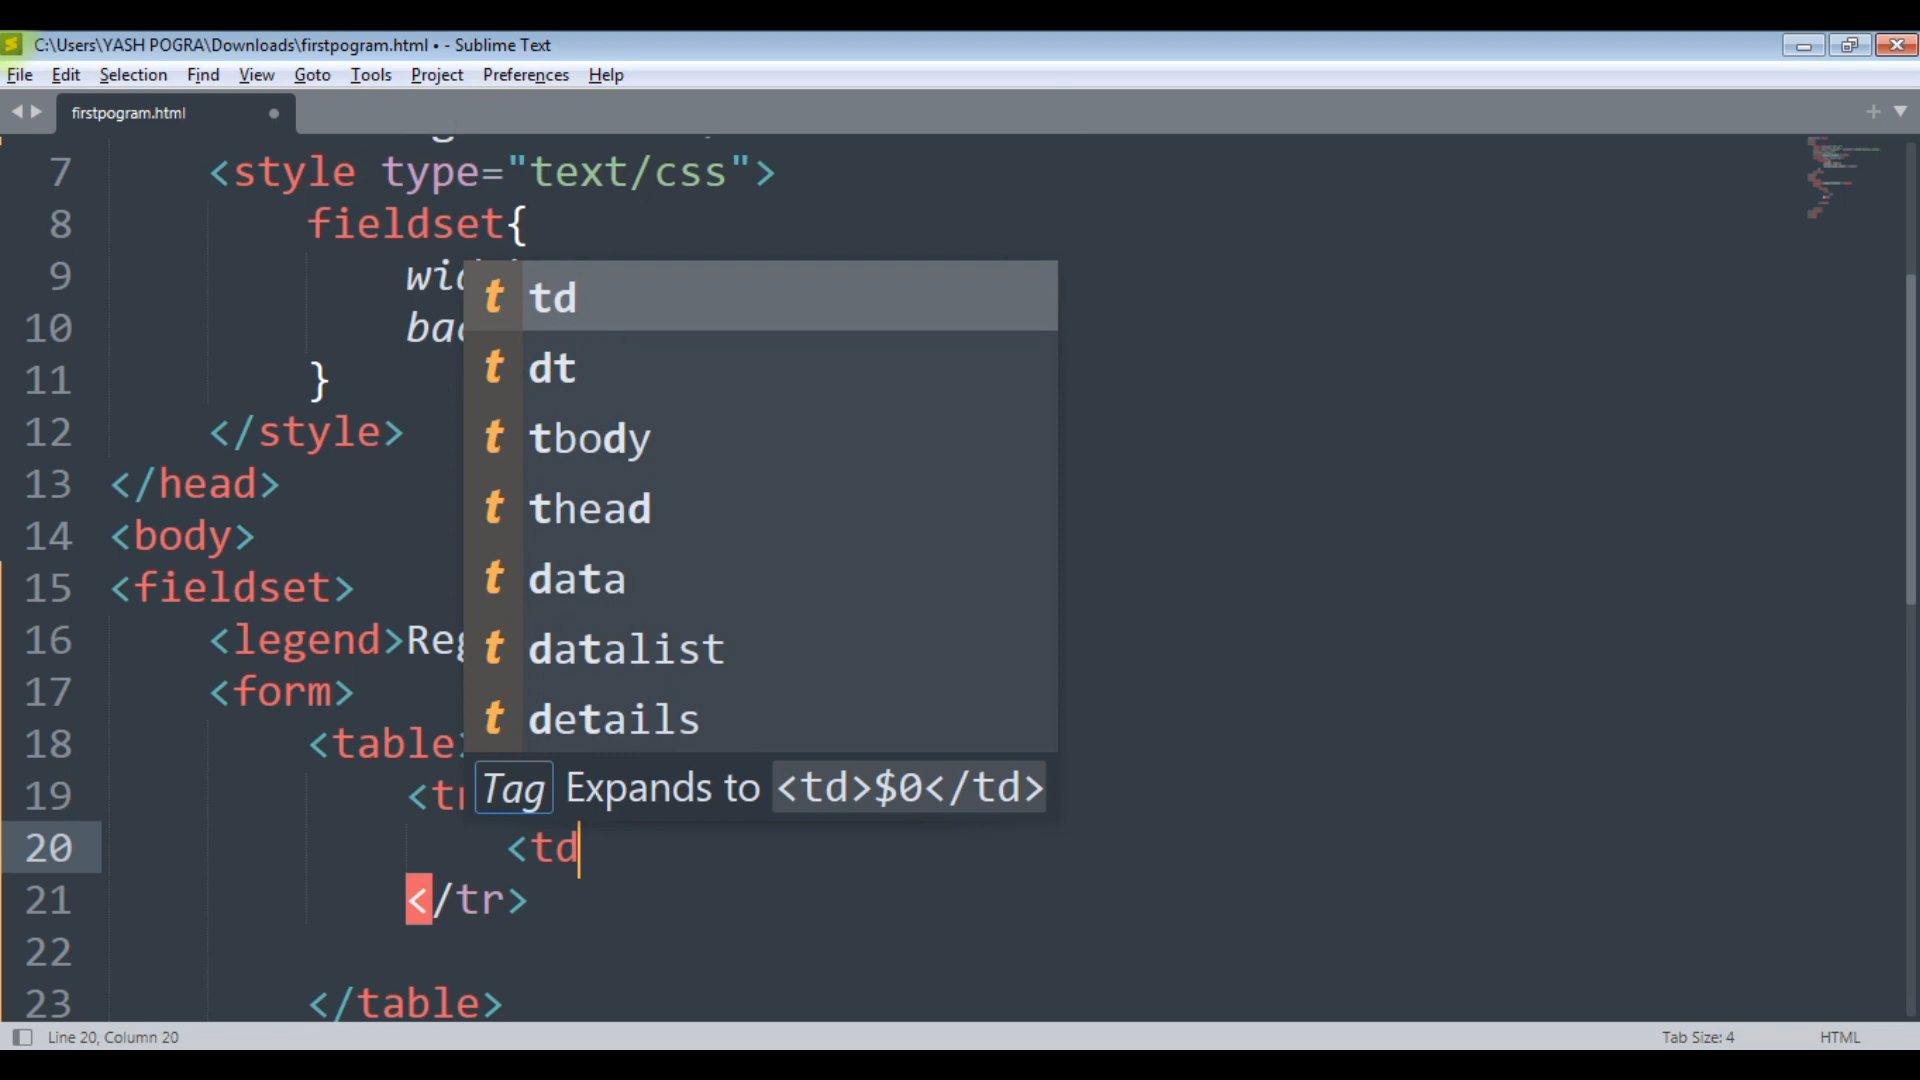 C:\Users\YASH POGRA\Downloads\firstpogram.html • - Sublime Text
File Edit Selection Find View Goto Tools Project Preferences Help
firstpogram.html
7 <style type="text/css">
8 fieldset{
9
10
11 }
12 </style>
13 </head>
14 <body>
15 <fieldset>
16 <legend>Reg
17 <form>
18 <table>
19 <tr
20 <td
21 </tr>
22
23 </table>
t td
t dt
t tbody
t thead
t data
t datalist
t details
Tag Expands to <td>$0</td>
Line 20, Column 20
Tab Size: 4
HTML